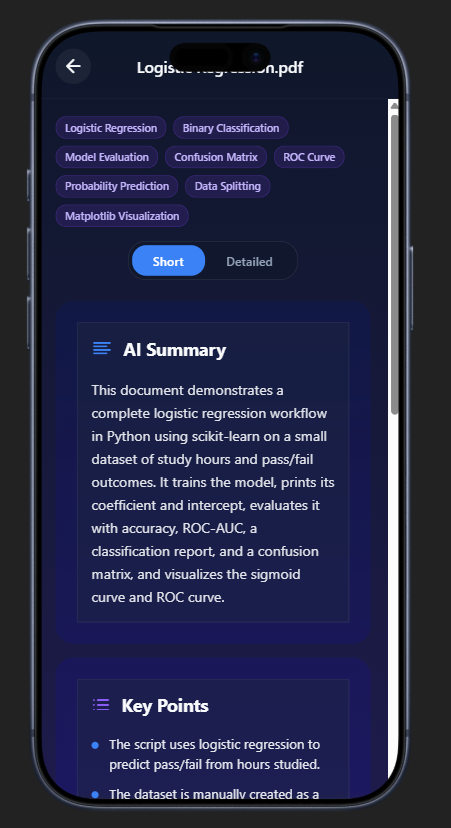 Logistic Regression.pdf
Logistic Regression Binary Classification
Model Evaluation Confusion Matrix ROC Curve
Probability Prediction Data Splitting
Matplotlib Visualization
Short Detailed
AI Summary
This document demonstrates a
complete logistic regression workflow
in Python using scikit-learn on a small
dataset of study hours and pass/fail
outcomes. It trains the model, prints its
coefficient and intercept, evaluates it
with accuracy, ROC-AUC, a
classification report, and a confusion
matrix, and visualizes the sigmoid
curve and ROC curve.
Key Points
The script uses logistic regression to
predict pass/fail from hours studied.
The dataset is manually created as a